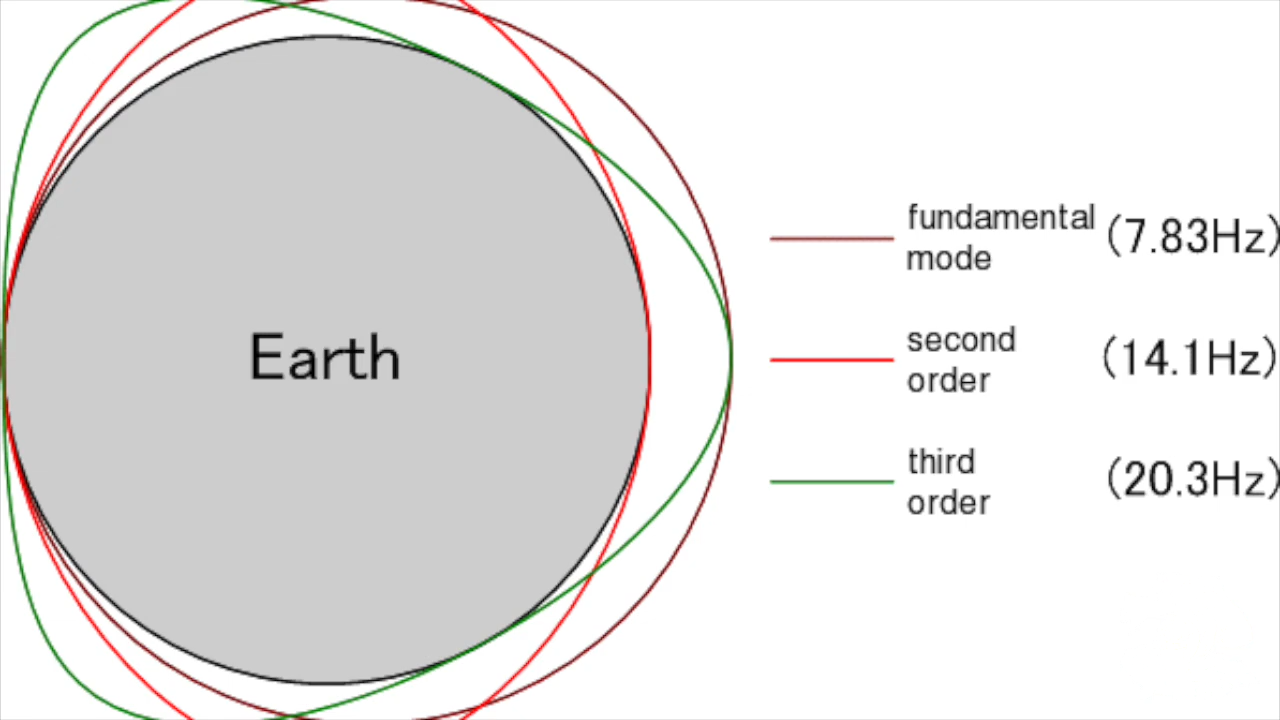 Earth
fundamental
mode (7.83Hz)
second
order (14.1Hz)
third
order (20.3Hz)